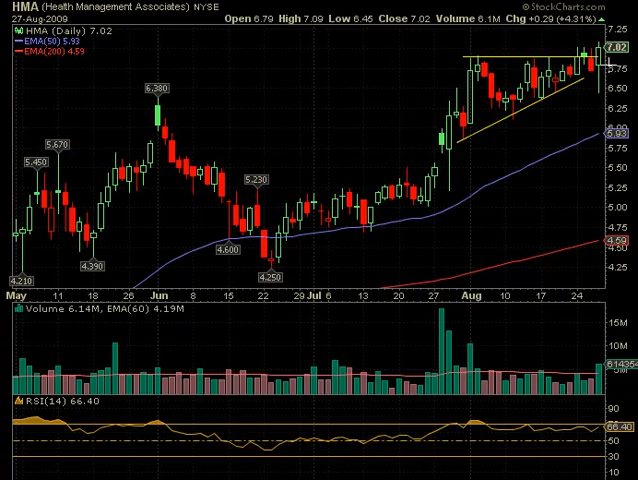 HMA (Health Management Associates) NYSE © StockCharts.com
27-Aug-2009 Open 6.79 High 7.09 Low 6.45 Close 7.02 Volume 6.1M Chg +0.29 (+4.31%)
HMA (Daily) 7.02
EMA(50) 5.93
EMA(200) 4.59
7.25
7.02
6.75
6.50
6.380
6.25
6.00
5.93
5.75
5.670
5.50
5.450
5.25
5.230
5.00
4.75
4.600
4.59
4.50
4.390
4.25
4.250
4.210
May 11 18 26 Jun 8 15 22 29 Jul 6 13 20 27 Aug 10 17 24
Volume 6.14M, EMA(60) 4.19M
15M
10M
614354
5M
RSI(14) 66.40
90
70
66.40
50
30
10